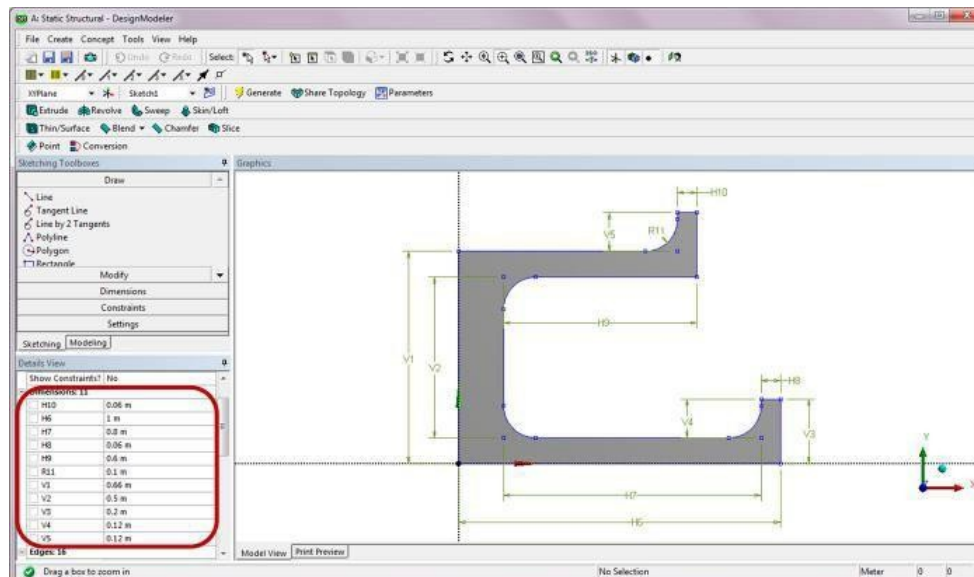 A: Static Structural - DesignModeler
File Create Concept Tools View Help
Undo Redo Select:
XYPlane Sketch1 Generate Share Topology Parameters
Extrude Revolve Sweep Skin/Loft
Thin/Surface Blend Chamfer Slice
Point Conversion
Sketching Toolboxes
Draw
Line
Tangent Line
Line by 2 Tangents
Polyline
Polygon
Rectangle
Modify
Dimensions
Constraints
Settings
Sketching Modeling
Details View
Show Constraints? No
Dimensions: 11
H10 0.06 m
H6 1 m
H7 0.8 m
H8 0.06 m
H9 0.6 m
R11 0.1 m
V1 0.66 m
V2 0.5 m
V3 0.2 m
V4 0.12 m
V5 0.12 m
Edges: 16
Graphics
H10
V5
R11
H9
V1
V2
H8
V4
V3
H7
H6
Y
X
Model View Print Preview
Drag a box to zoom in No Selection Meter 0 0